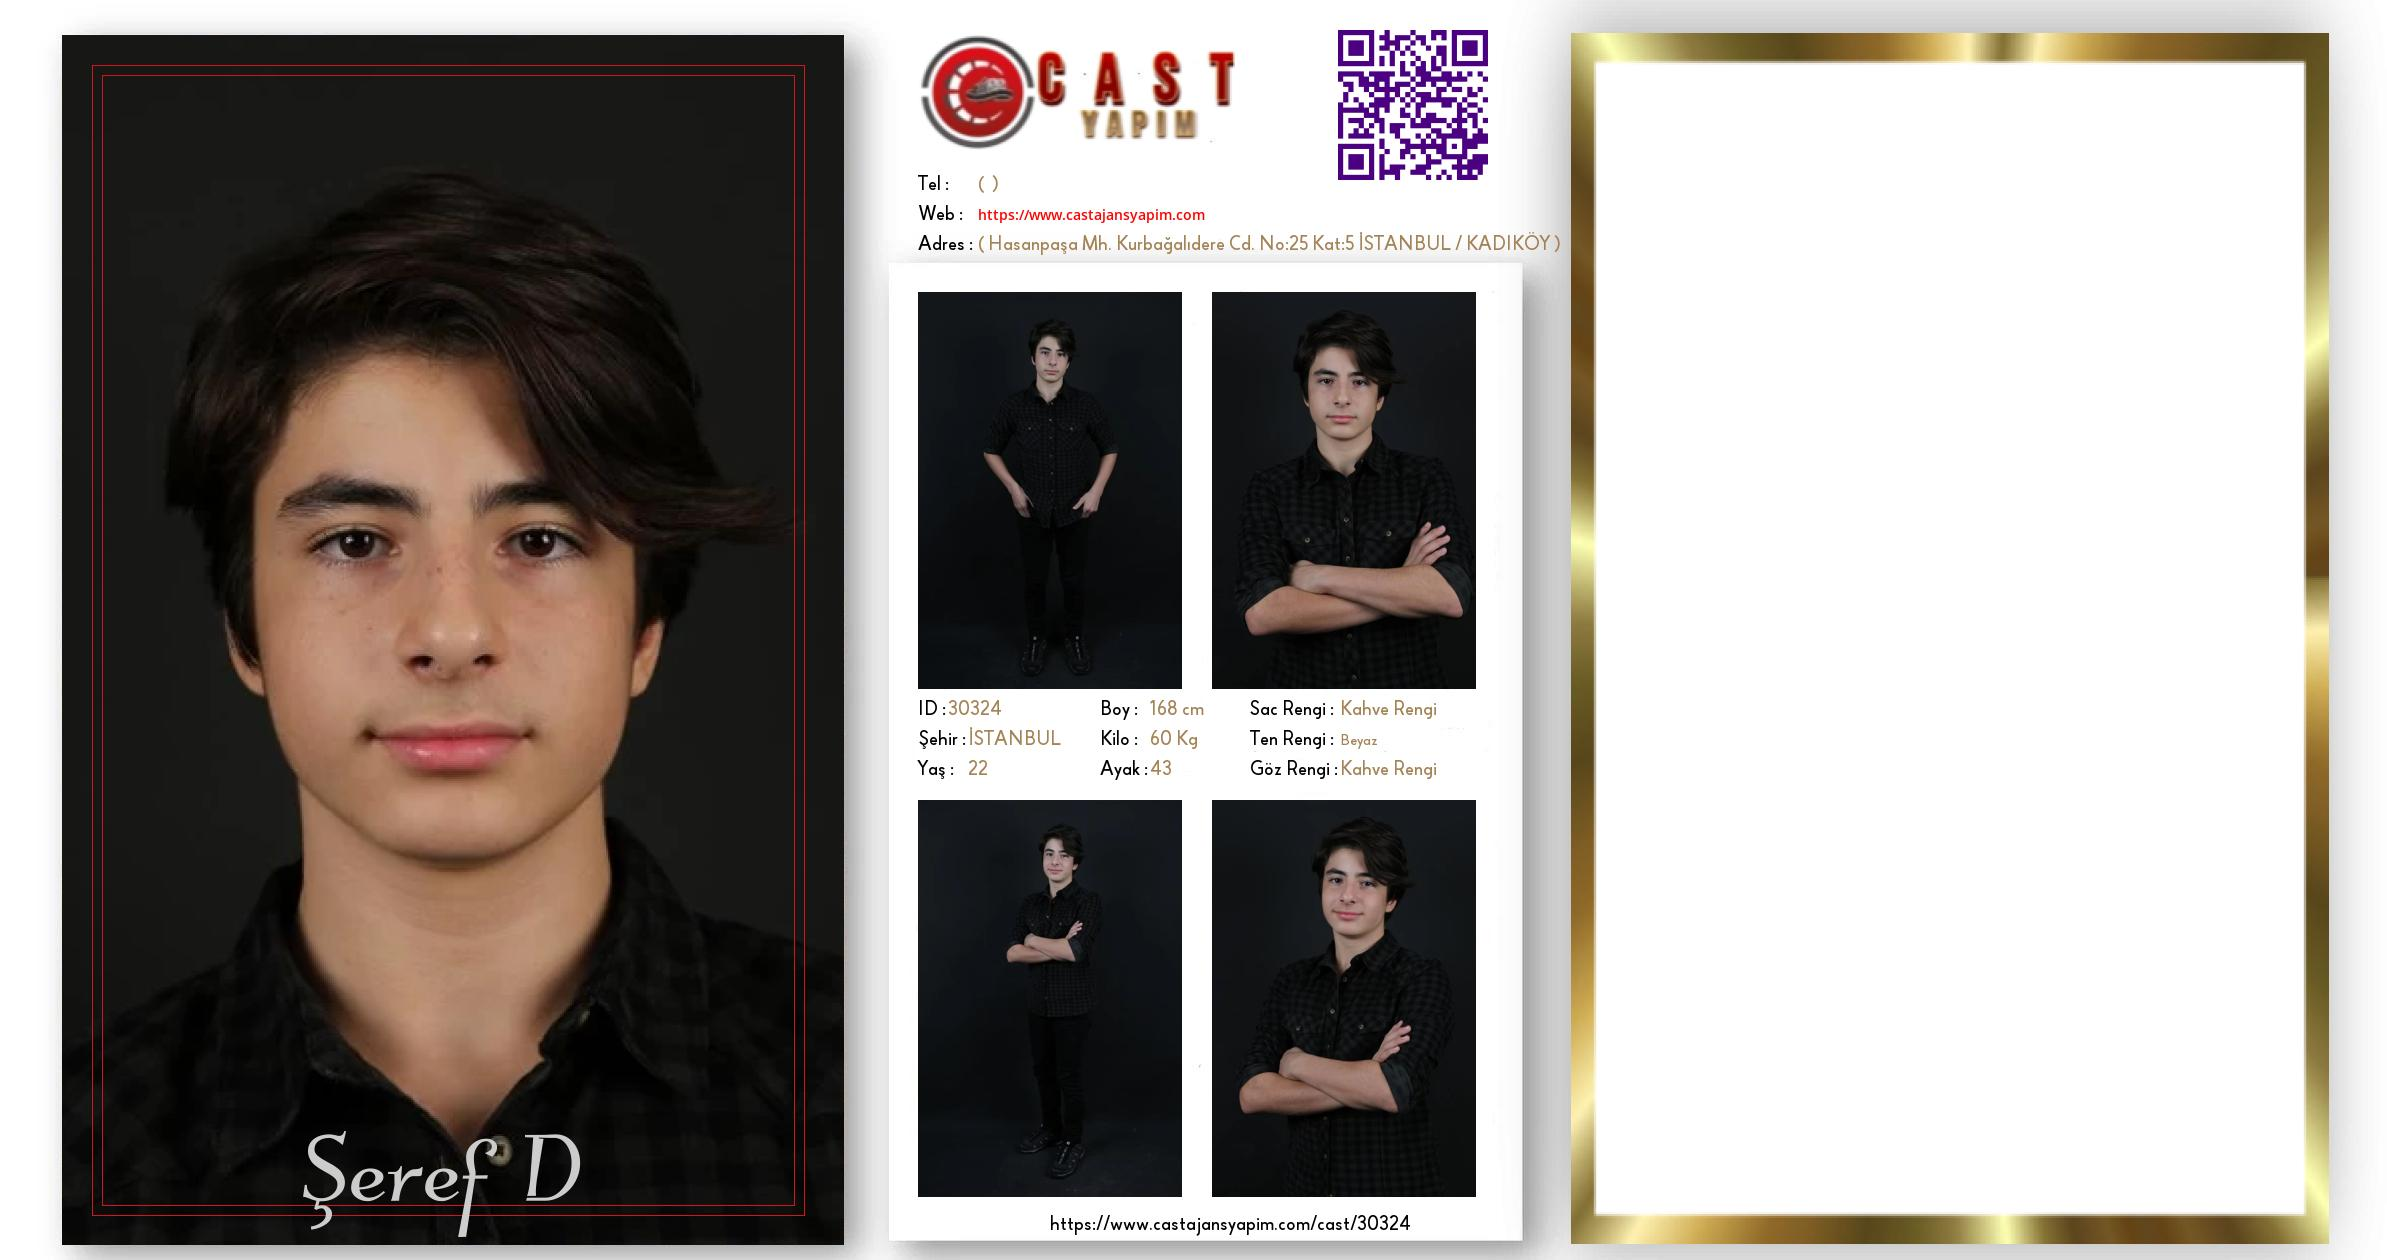 Şeref D
CAST
YAPIM
Tel : ( )
Web : https://www.castajansyapim.com
Adres : ( Hasanpaşa Mh. Kurbağalıdere Cd. No:25 Kat:5 İSTANBUL / KADIKÖY )
ID : 30324 Boy : 168 cm Sac Rengi : Kahve Rengi
Şehir : İSTANBUL Kilo : 60 Kg Ten Rengi : Beyaz
Yaş : 22 Ayak : 43 Göz Rengi : Kahve Rengi
https://www.castajansyapim.com/cast/30324